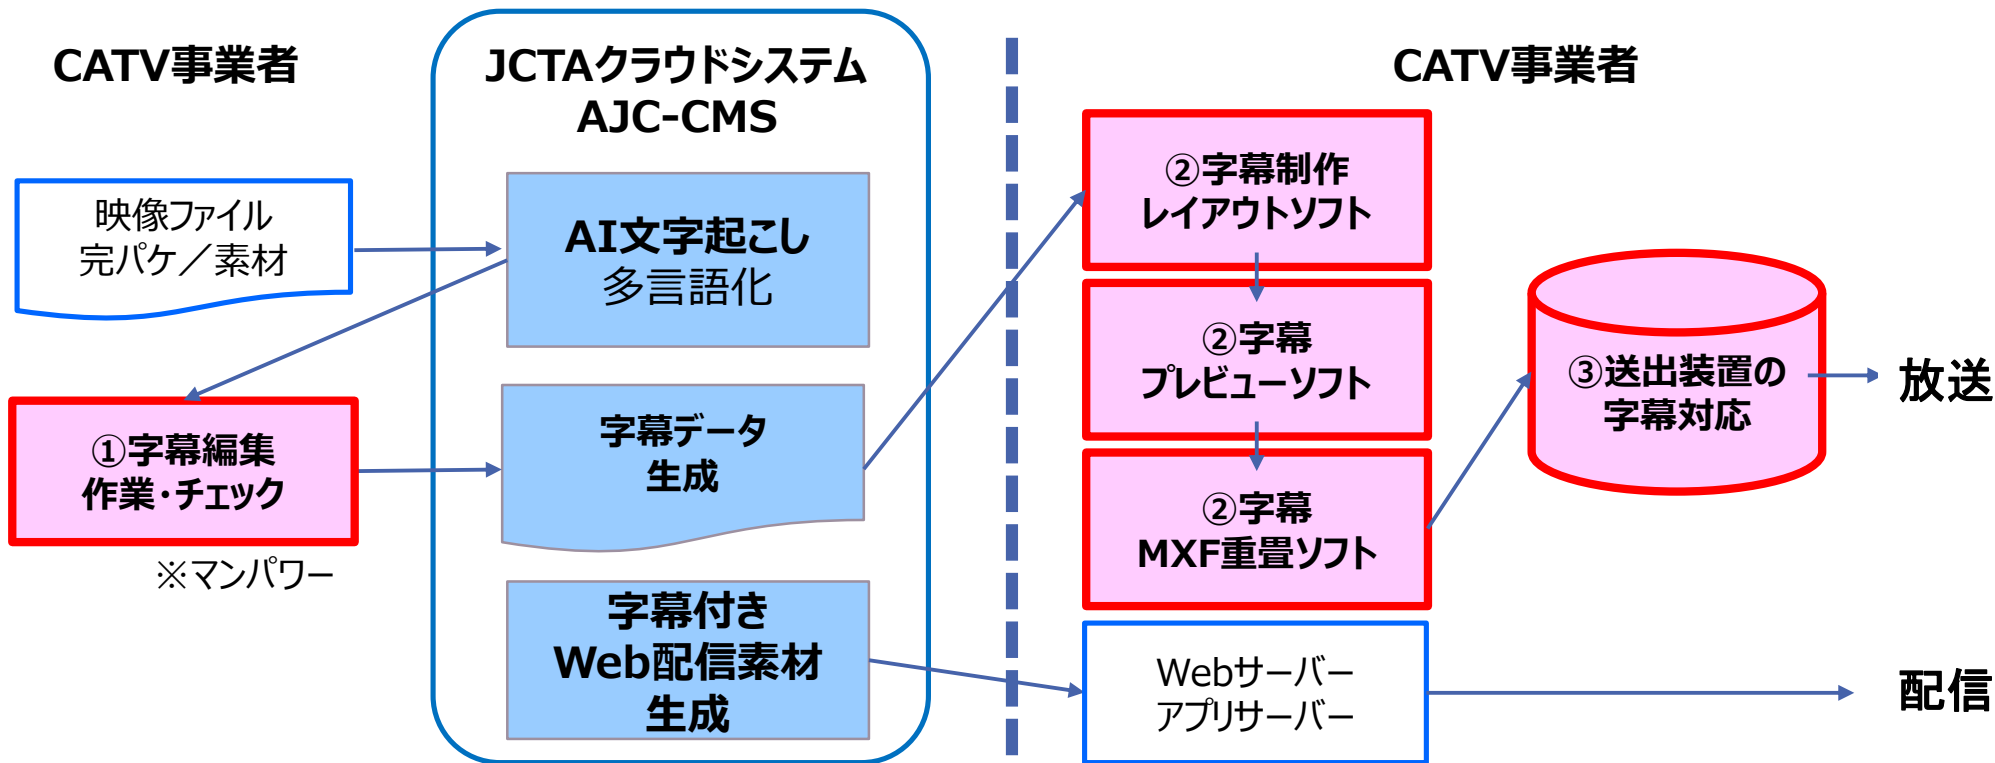 CATV事業者
映像ファイル
完パケ／素材
①字幕編集
作業・チェック
※マンパワー
JCTAクラウドシステム
AJC-CMS
AI文字起こし
多言語化
字幕データ
生成
字幕付き
Web配信素材
生成
CATV事業者
②字幕制作
レイアウトソフト
②字幕
プレビューソフト
②字幕
MXF重畳ソフト
Webサーバー
アプリサーバー
③送出装置の
字幕対応
放送
配信